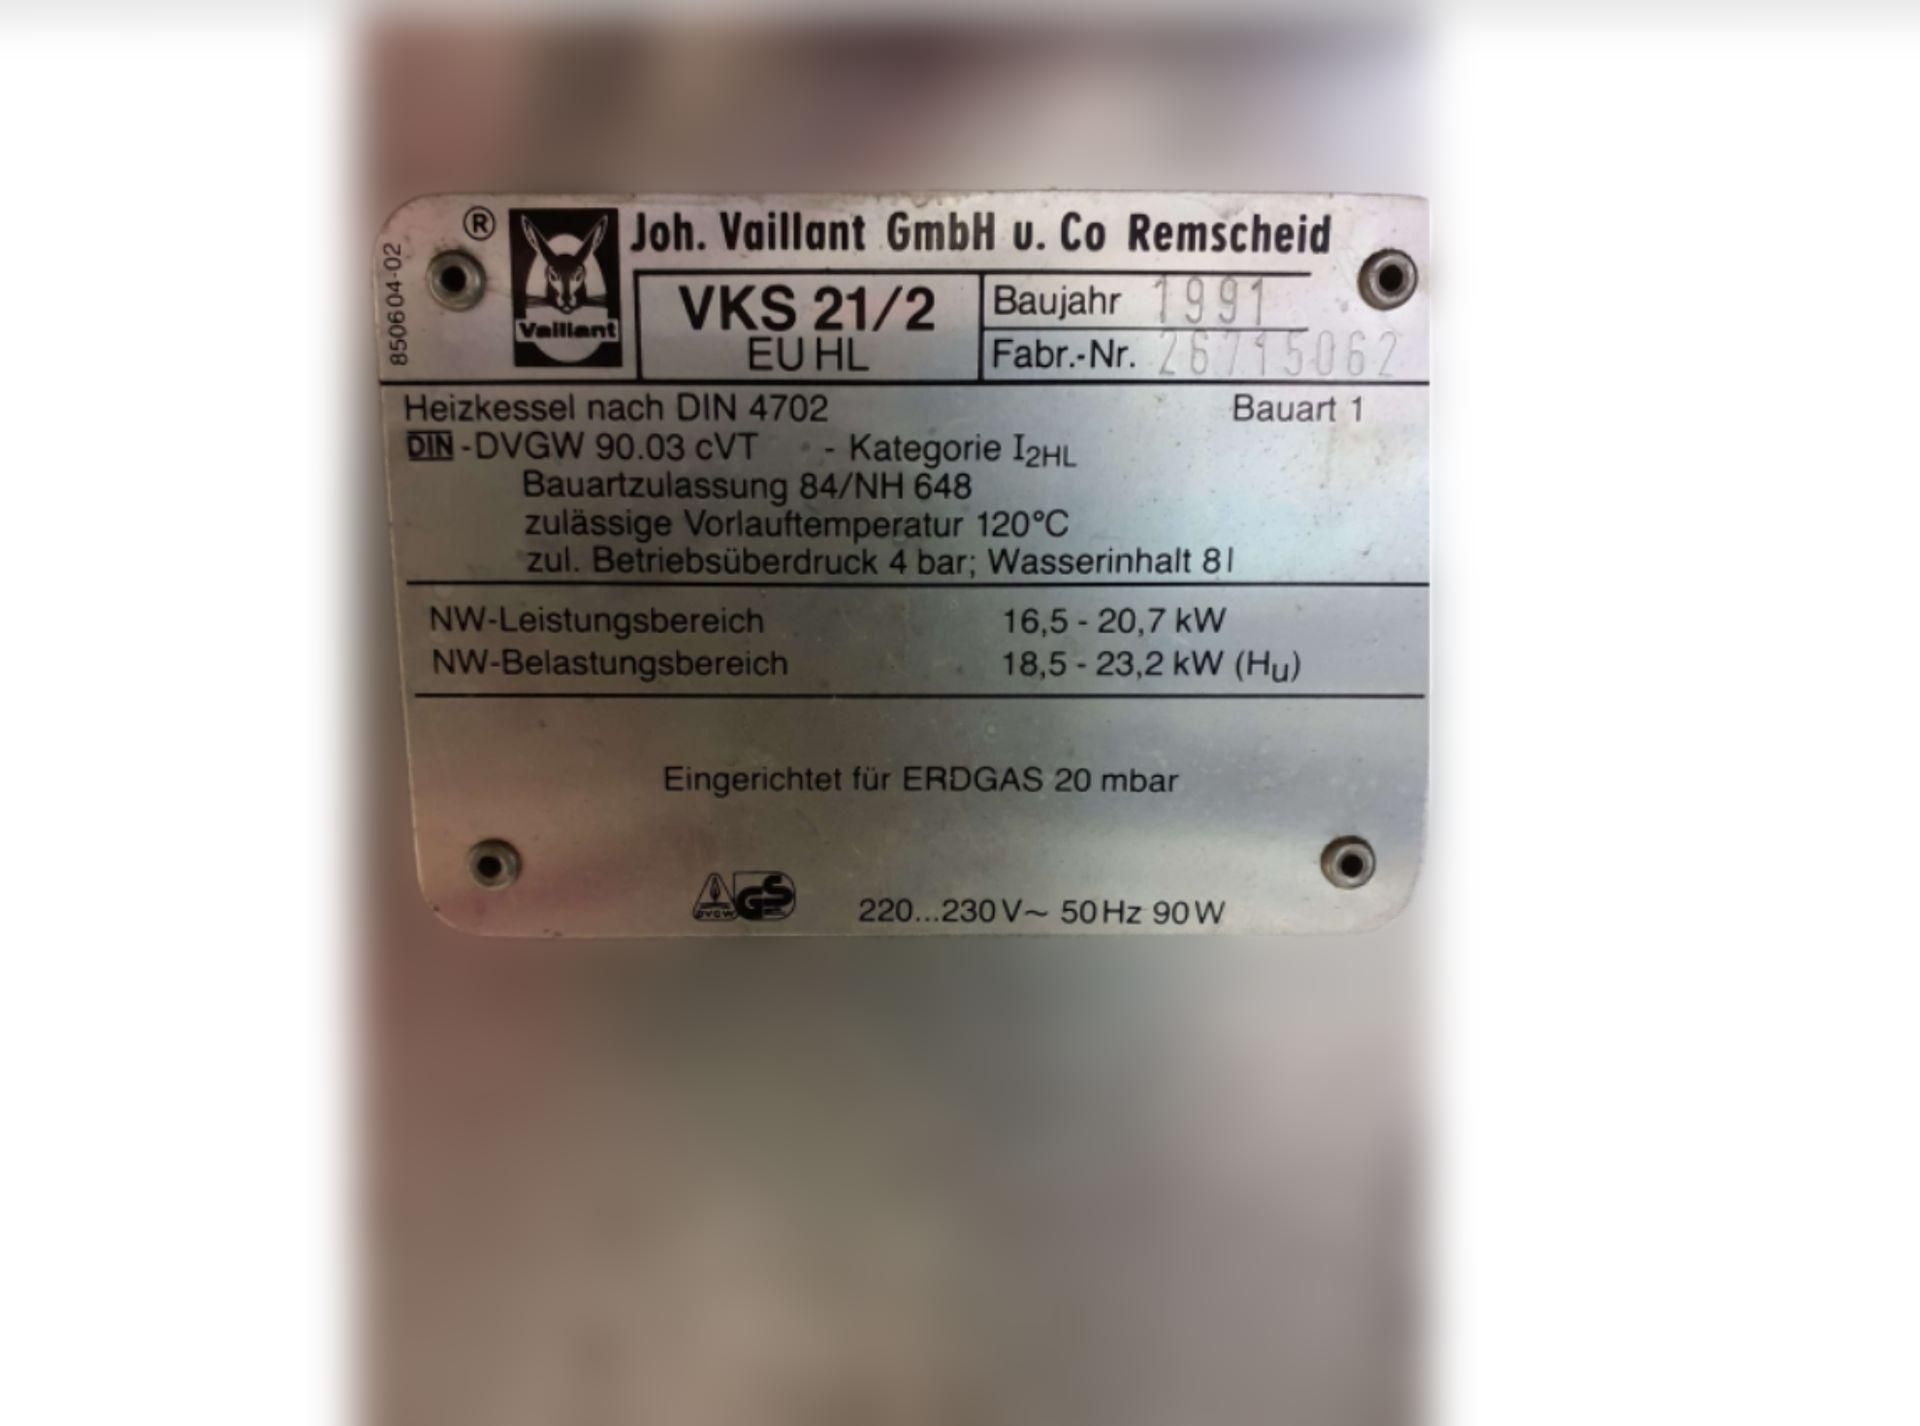 850604-02
®
Vaillant
Joh. Vaillant GmbH u. Co Remscheid
VKS 21/2
EU HL
Baujahr 1991
Fabr.-Nr. 26715062
Heizkessel nach DIN 4702 Bauart 1
DIN-DVGW 90.03 cVT - Kategorie I2HL
Bauartzulassung 84/NH 648
zulässige Vorlauftemperatur 120°C
zul. Betriebsüberdruck 4 bar; Wasserinhalt 8 l
NW-Leistungsbereich 16,5 - 20,7 kW
NW-Belastungsbereich 18,5 - 23,2 kW (Hu)
Eingerichtet für ERDGAS 20 mbar
DVGW GS
220...230 V~ 50 Hz 90 W